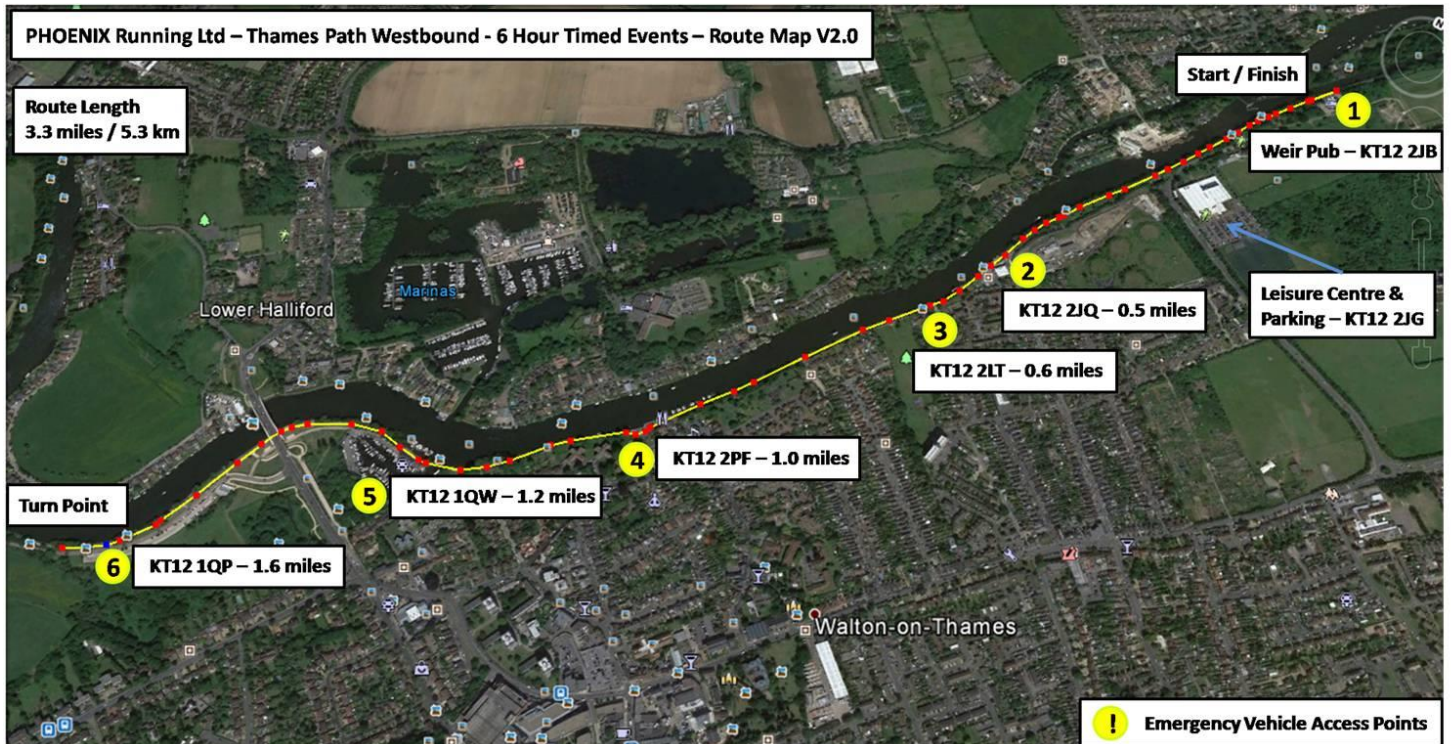 PHOENIX Running Ltd – Thames Path Westbound - 6 Hour Timed Events – Route Map V2.0
Route Length
3.3 miles / 5.3 km
Start / Finish
1
Weir Pub – KT12 2JB
2
KT12 2JQ – 0.5 miles
Leisure Centre &
Parking – KT12 2JG
3
KT12 2LT – 0.6 miles
Marinas
Lower Halliford
4
KT12 2PF – 1.0 miles
5
KT12 1QW – 1.2 miles
Turn Point
6
KT12 1QP – 1.6 miles
Walton-on-Thames
! Emergency Vehicle Access Points